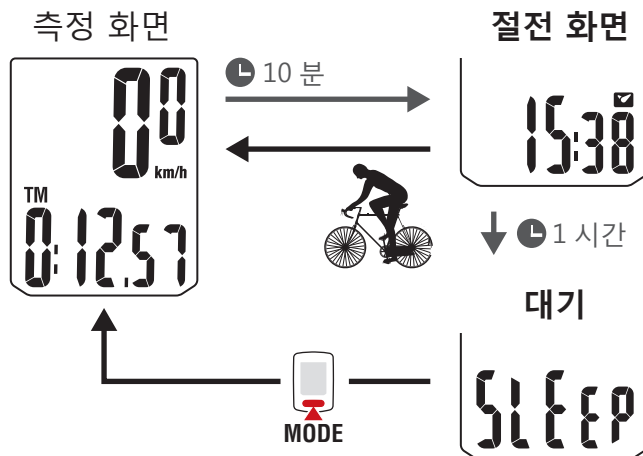 측정 화면
절전 화면
10 분
00
km/h
15:38
TM
0:12.57
1 시간
대기
SLEEP
MODE